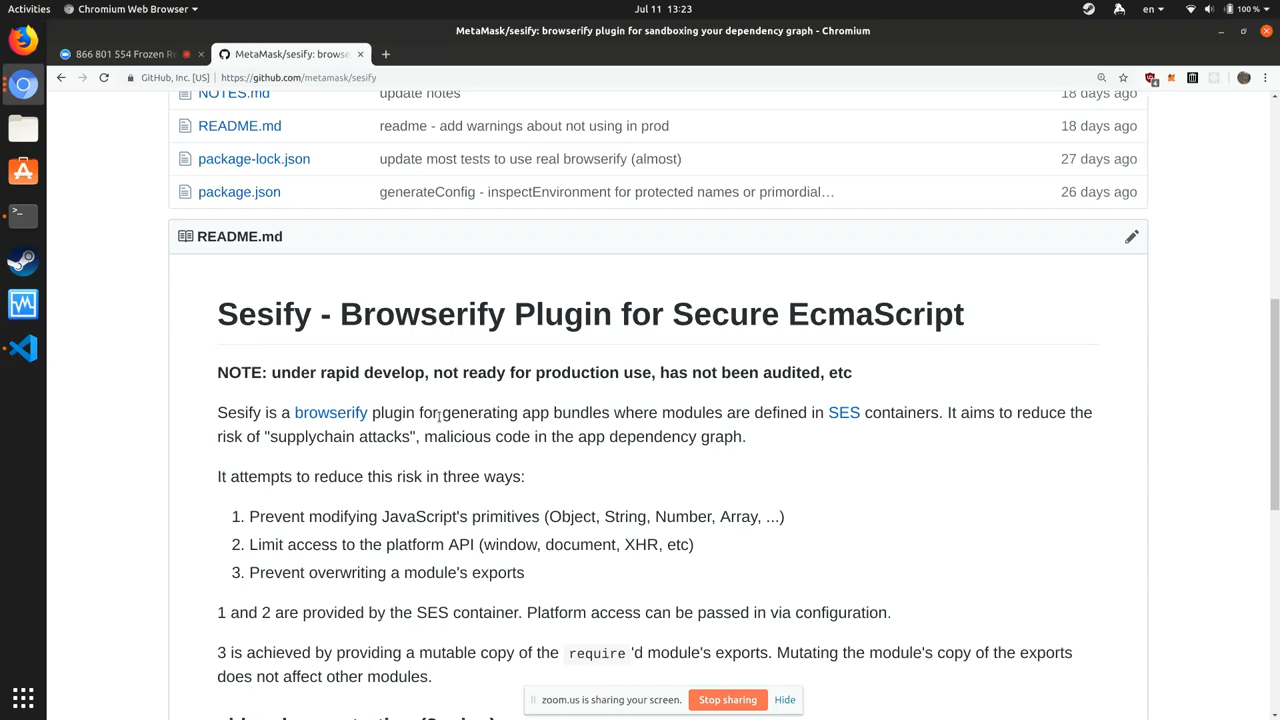 Activities
Chromium Web Browser
Jul 11 13:23
en
100 %
MetaMask/sesify: browserify plugin for sandboxing your dependency graph - Chromium
866 801 554 Frozen Re
MetaMask/sesify: browse
GitHub, Inc. [US]
https://github.com/metamask/sesify
4
NOTES.md
update notes
18 days ago
README.md
readme - add warnings about not using in prod
18 days ago
package-lock.json
update most tests to use real browserify (almost)
27 days ago
package.json
generateConfig - inspectEnvironment for protected names or primordial…
26 days ago
README.md
Sesify - Browserify Plugin for Secure EcmaScript
NOTE: under rapid develop, not ready for production use, has not been audited, etc
Sesify is a browserify plugin for generating app bundles where modules are defined in SES containers. It aims to reduce the
risk of "supplychain attacks", malicious code in the app dependency graph.
It attempts to reduce this risk in three ways:
1. Prevent modifying JavaScript's primitives (Object, String, Number, Array, ...)
2. Limit access to the platform API (window, document, XHR, etc)
3. Prevent overwriting a module's exports
1 and 2 are provided by the SES container. Platform access can be passed in via configuration.
3 is achieved by providing a mutable copy of the require 'd module's exports. Mutating the module's copy of the exports
does not affect other modules.
zoom.us is sharing your screen.
Stop sharing
Hide